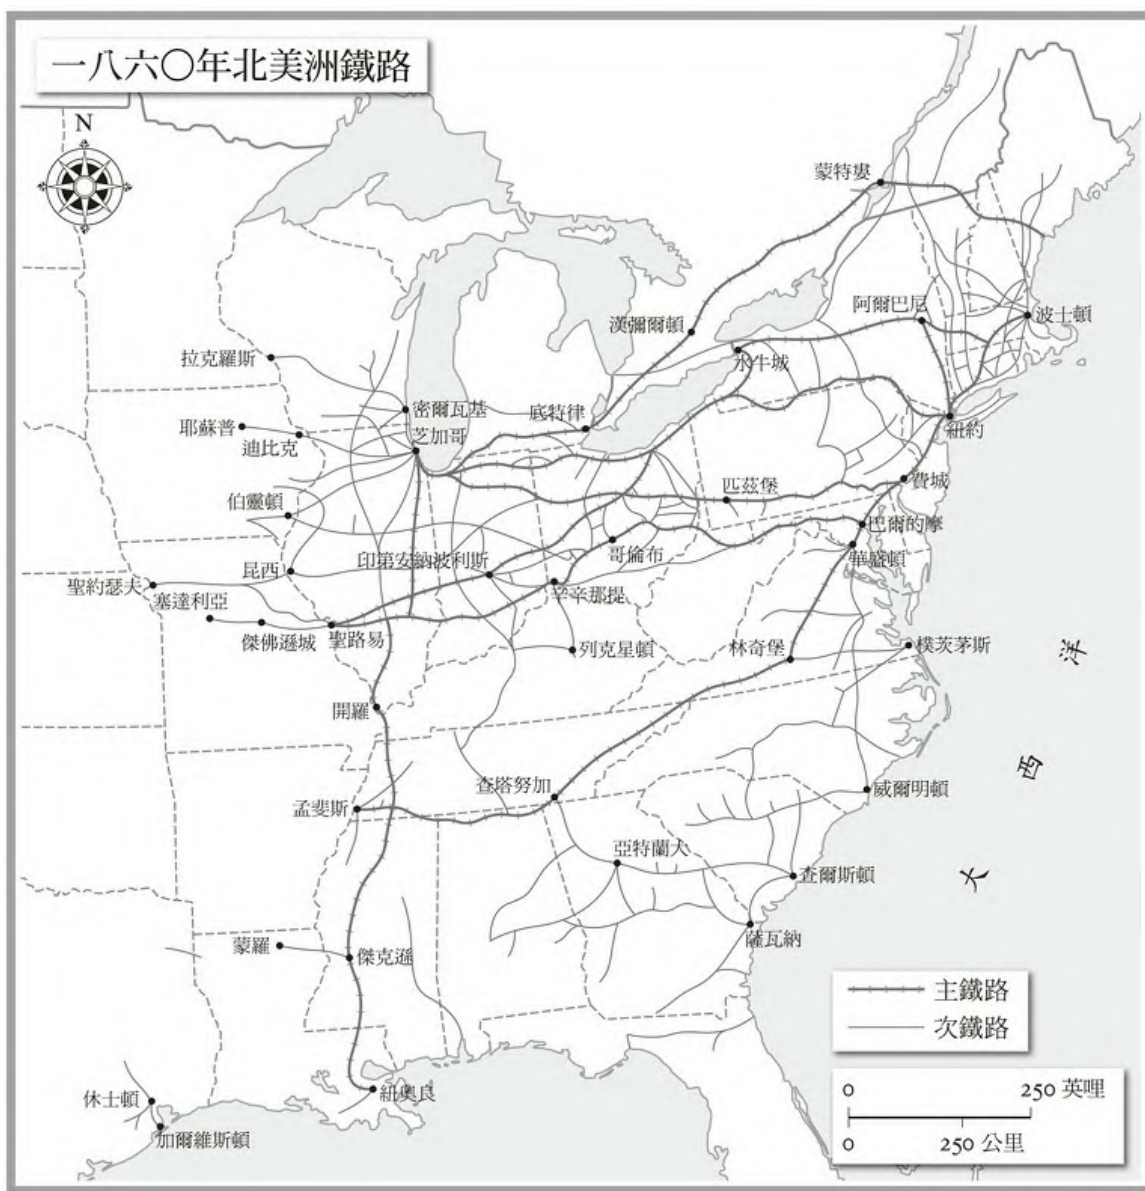 一八六〇年北美洲鐵路
N
蒙特婁
阿爾巴尼
波士頓
漢彌爾頓
水牛城
拉克羅斯
密爾瓦基
底特律
紐約
耶蘇普
迪比克
芝加哥
匹茲堡
費城
伯靈頓
巴爾的摩
哥倫布
華盛頓
印第安納波利斯
昆西
聖約瑟夫
辛辛那提
塞達利亞
傑佛遜城
聖路易
列克星頓
林奇堡
樸茨茅斯
開羅
查塔努加
威爾明頓
孟斐斯
亞特蘭大
查爾斯頓
薩瓦納
蒙羅
傑克遜
紐奧良
休士頓
加爾維斯頓
大西洋
主鐵路
次鐵路
0 250 英哩
0 250 公里